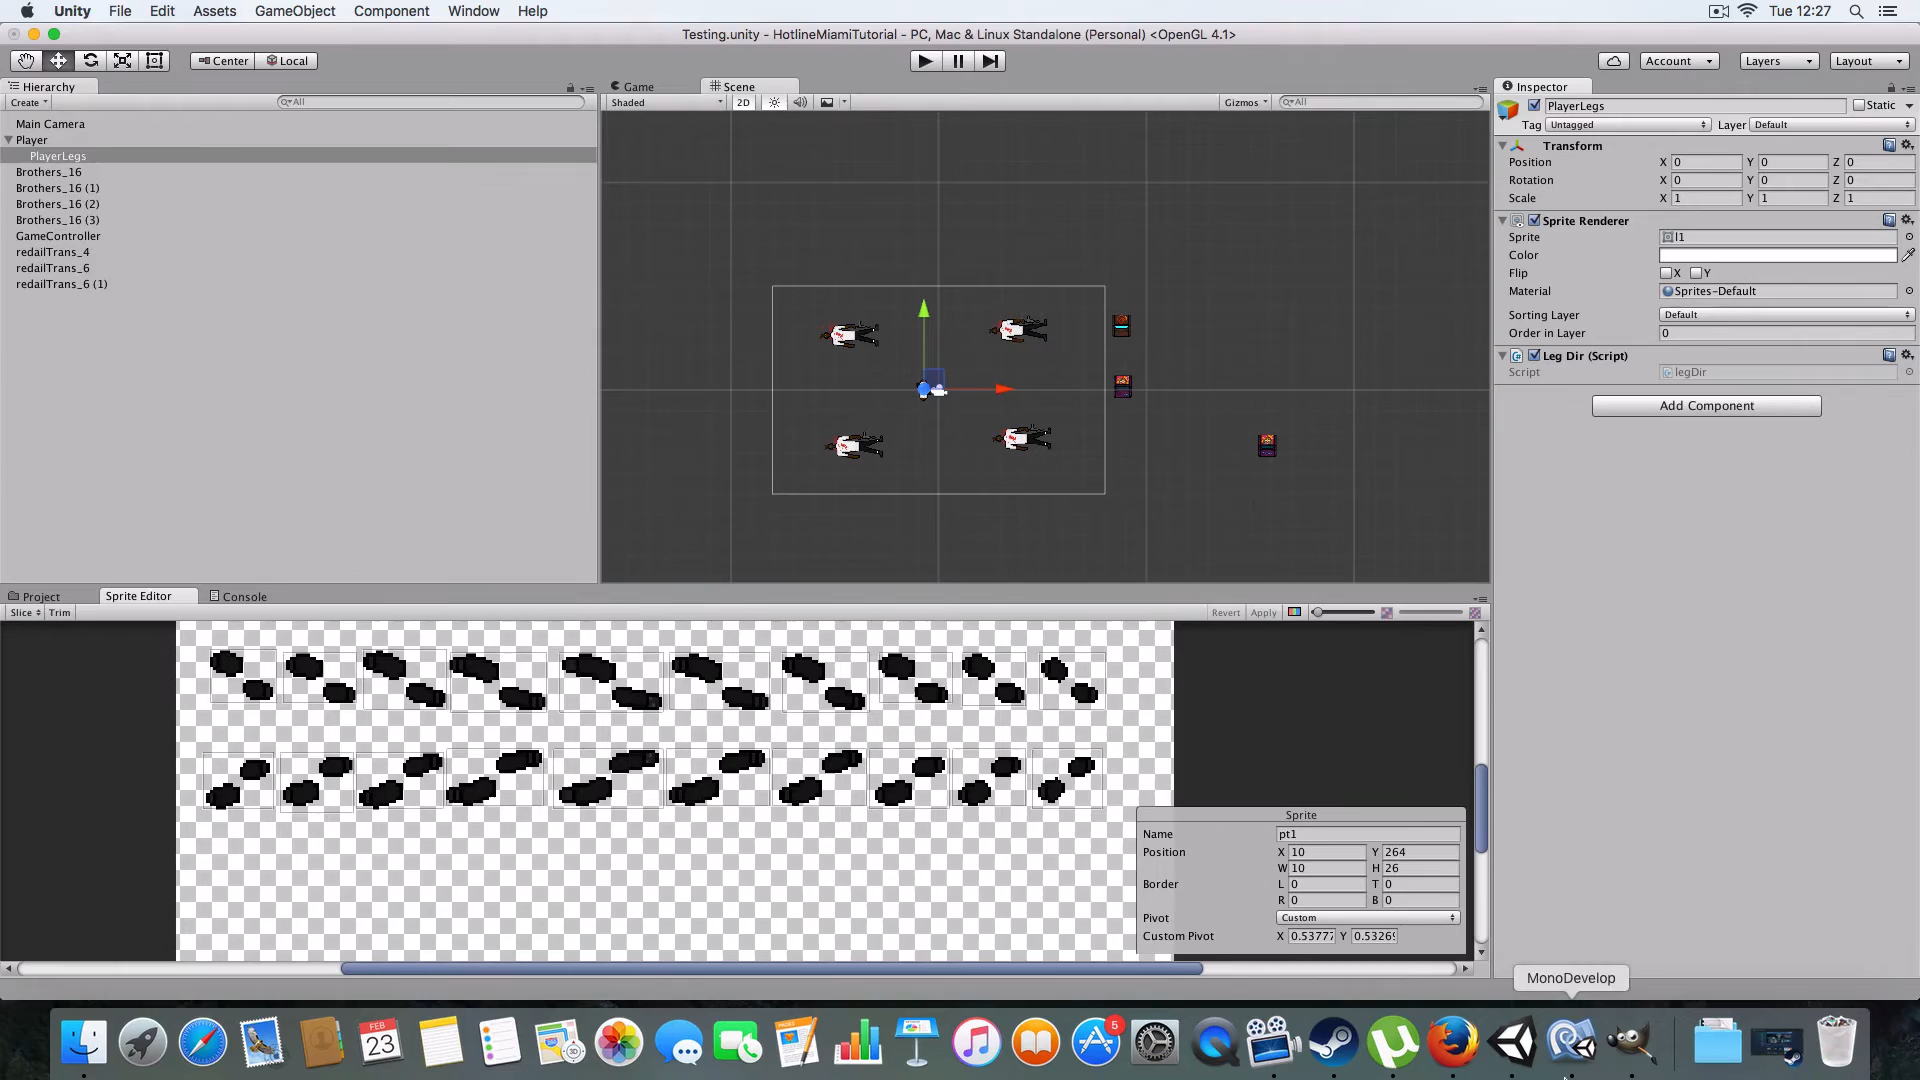 Unity File Edit Assets GameObject Component Window Help Tue 12:27
Testing.unity - HotlineMiamiTutorial - PC, Mac & Linux Standalone (Personal) <OpenGL 4.1>
Center Local Account Layers Layout
Hierarchy Game Scene Inspector
Create All Shaded 2D Gizmos All
PlayerLegs Static
Tag Untagged Layer Default
Main Camera
Player
PlayerLegs
Brothers_16
Brothers_16 (1)
Brothers_16 (2)
Brothers_16 (3)
GameController
redailTrans_4
redailTrans_6
redailTrans_6 (1)
Transform
Position X 0 Y 0 Z 0
Rotation X 0 Y 0 Z 0
Scale X 1 Y 1 Z 1
Sprite Renderer
Sprite l1
Color
Flip X Y
Material Sprites-Default
Sorting Layer Default
Order in Layer 0
Leg Dir (Script)
Script legDir
Add Component
Project Sprite Editor Console
Slice Trim Revert Apply
Sprite
Name pt1
Position X 10 Y 264
W 10 H 26
Border L 0 T 0
R 0 B 0
Pivot Custom
Custom Pivot X 0.5377 Y 0.5326
MonoDevelop
FEB
23
3D
PAGES
5